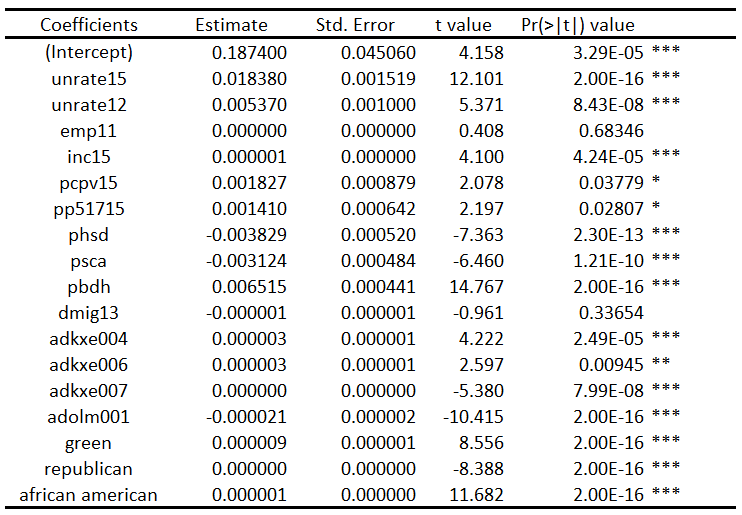 Coefficients Estimate Std. Error t value Pr(>|t|) value
(Intercept) 0.187400 0.045060 4.158 3.29E-05 ***
unrate15 0.018380 0.001519 12.101 2.00E-16 ***
unrate12 0.005370 0.001000 5.371 8.43E-08 ***
emp11 0.000000 0.000000 0.408 0.68346
inc15 0.000001 0.000000 4.100 4.24E-05 ***
pcpv15 0.001827 0.000879 2.078 0.03779 *
pp51715 0.001410 0.000642 2.197 0.02807 *
phsd -0.003829 0.000520 -7.363 2.30E-13 ***
psca -0.003124 0.000484 -6.460 1.21E-10 ***
pbdh 0.006515 0.000441 14.767 2.00E-16 ***
dmig13 -0.000001 0.000001 -0.961 0.33654
adkxe004 0.000003 0.000001 4.222 2.49E-05 ***
adkxe006 0.000003 0.000001 2.597 0.00945 **
adkxe007 0.000000 0.000000 -5.380 7.99E-08 ***
adolm001 -0.000021 0.000002 -10.415 2.00E-16 ***
green 0.000009 0.000001 8.556 2.00E-16 ***
republican 0.000000 0.000000 -8.388 2.00E-16 ***
african american 0.000001 0.000000 11.682 2.00E-16 ***